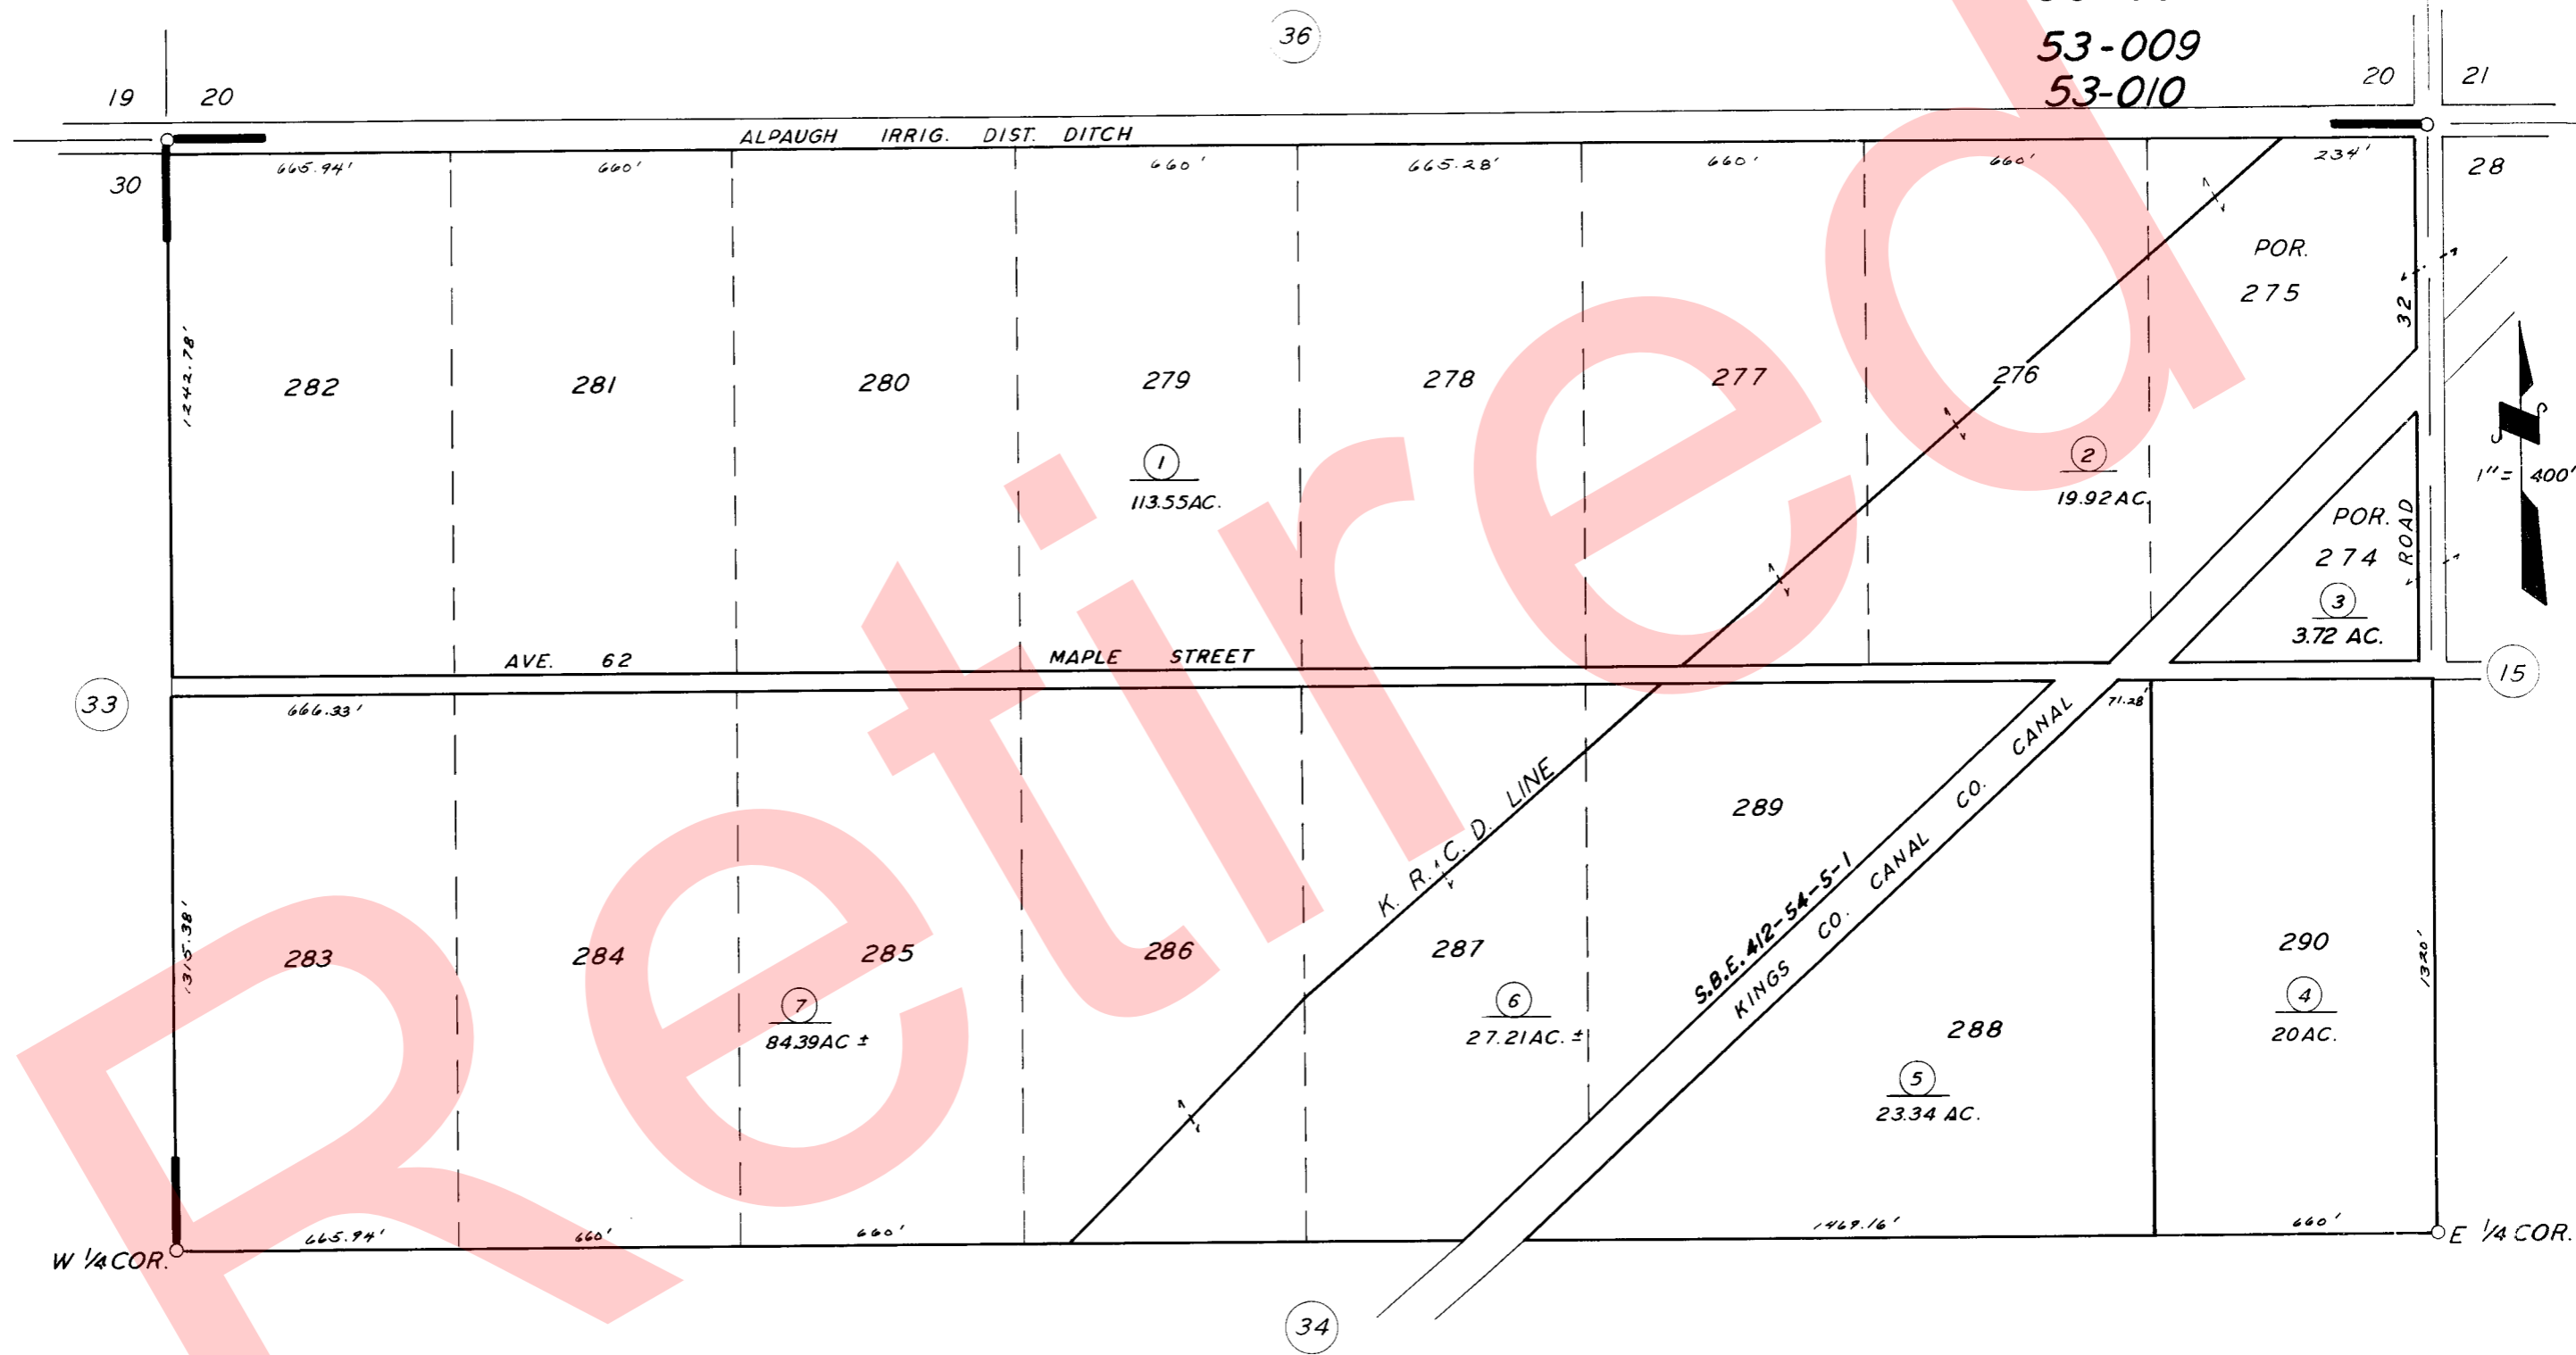 36
53-009
53-010
19 20
20 21
ALPAUGH IRRIG. DIST. DITCH
30
665.94' 660' 660' 665.28' 660' 660' 234'
28
POR.
275
32
1242.78'
282 281 280 279 278 277 276
1
113.55AC.
2
19.92AC.
1"= 400'
POR.
274
ROAD
3
3.72 AC.
AVE. 62 MAPLE STREET
33
15
666.33'
71.28'
K. R. C. D. LINE
289
S.B.E. 412-54-5-1
KINGS CO. CANAL CO. CANAL
1315.38'
283 284 285 286 287
290
1320'
7
84.39AC ±
6
27.21AC. ±
288
4
20AC.
5
23.34 AC.
665.94' 660' 660' 1469.16' 660'
W 1/4 COR.
E 1/4 COR.
34
Retired